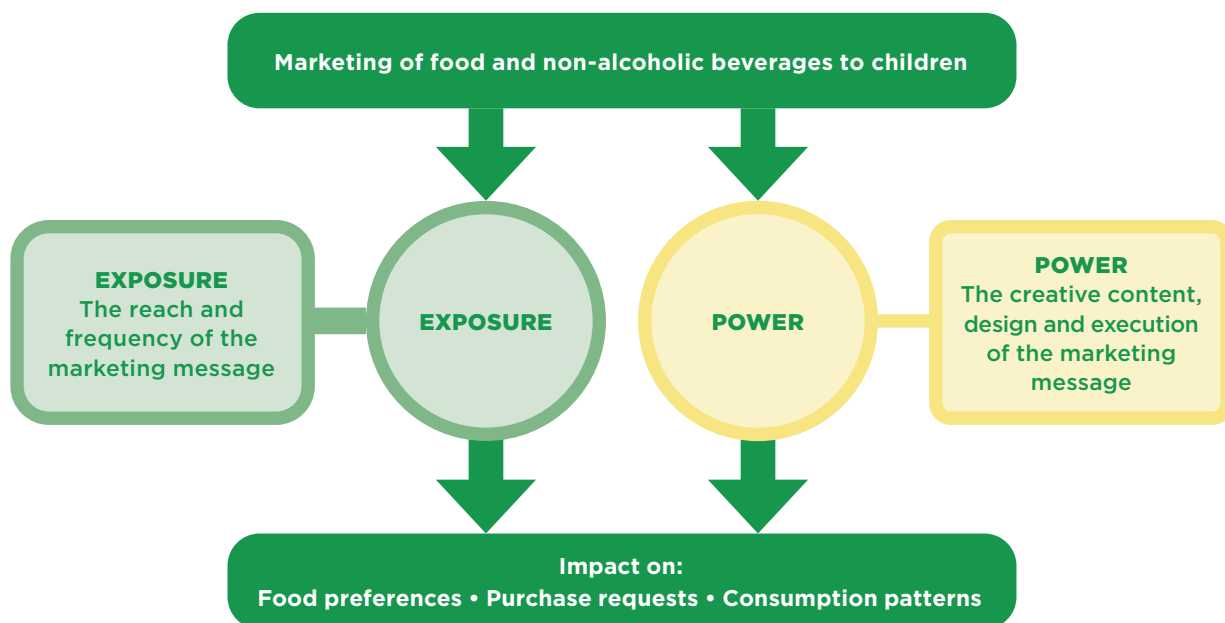 Marketing of food and non-alcoholic beverages to children
EXPOSURE
The reach and
frequency of the
marketing message
EXPOSURE
POWER
POWER
The creative content,
design and execution
of the marketing
message
Impact on:
Food preferences • Purchase requests • Consumption patterns